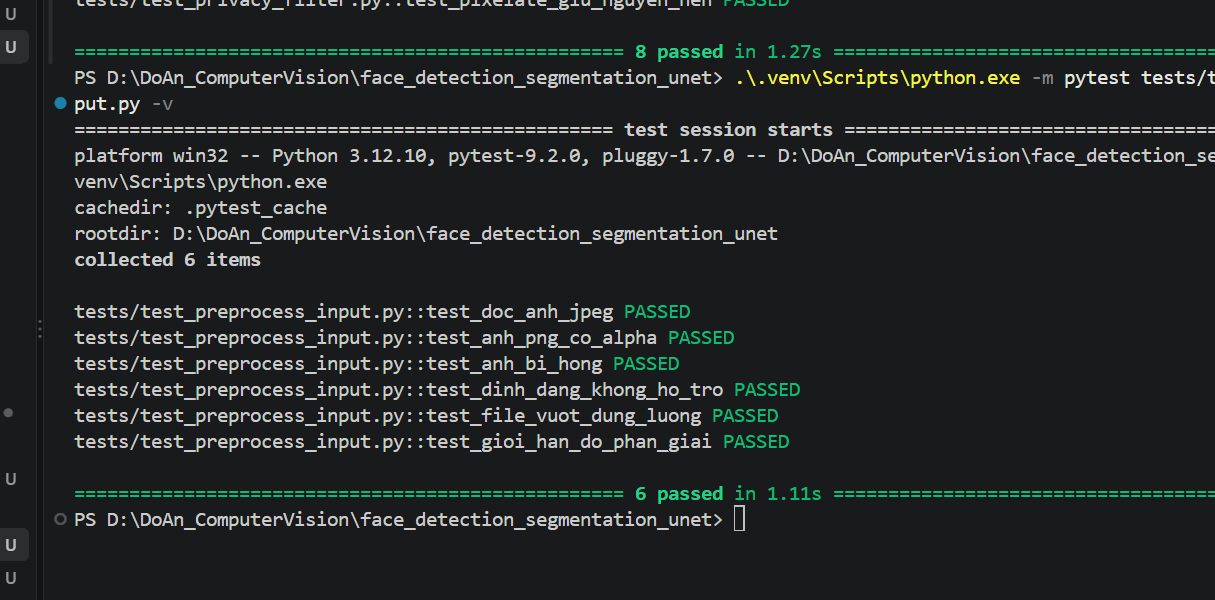 U
tests/test_privacy_filter.py::test_pixelate_giu_nguyen_nen PASSED
U
================================================== 8 passed in 1.27s ===================================
PS D:\DoAn_ComputerVision\face_detection_segmentation_unet> .\.venv\Scripts\python.exe -m pytest tests/t
put.py -v
================================================= test session starts ==================================
platform win32 -- Python 3.12.10, pytest-9.2.0, pluggy-1.7.0 -- D:\DoAn_ComputerVision\face_detection_se
venv\Scripts\python.exe
cachedir: .pytest_cache
rootdir: D:\DoAn_ComputerVision\face_detection_segmentation_unet
collected 6 items
tests/test_preprocess_input.py::test_doc_anh_jpeg PASSED
tests/test_preprocess_input.py::test_anh_png_co_alpha PASSED
tests/test_preprocess_input.py::test_anh_bi_hong PASSED
tests/test_preprocess_input.py::test_dinh_dang_khong_ho_tro PASSED
tests/test_preprocess_input.py::test_file_vuot_dung_luong PASSED
tests/test_preprocess_input.py::test_gioi_han_do_phan_giai PASSED
U
================================================== 6 passed in 1.11s ===================================
PS D:\DoAn_ComputerVision\face_detection_segmentation_unet>
U
U